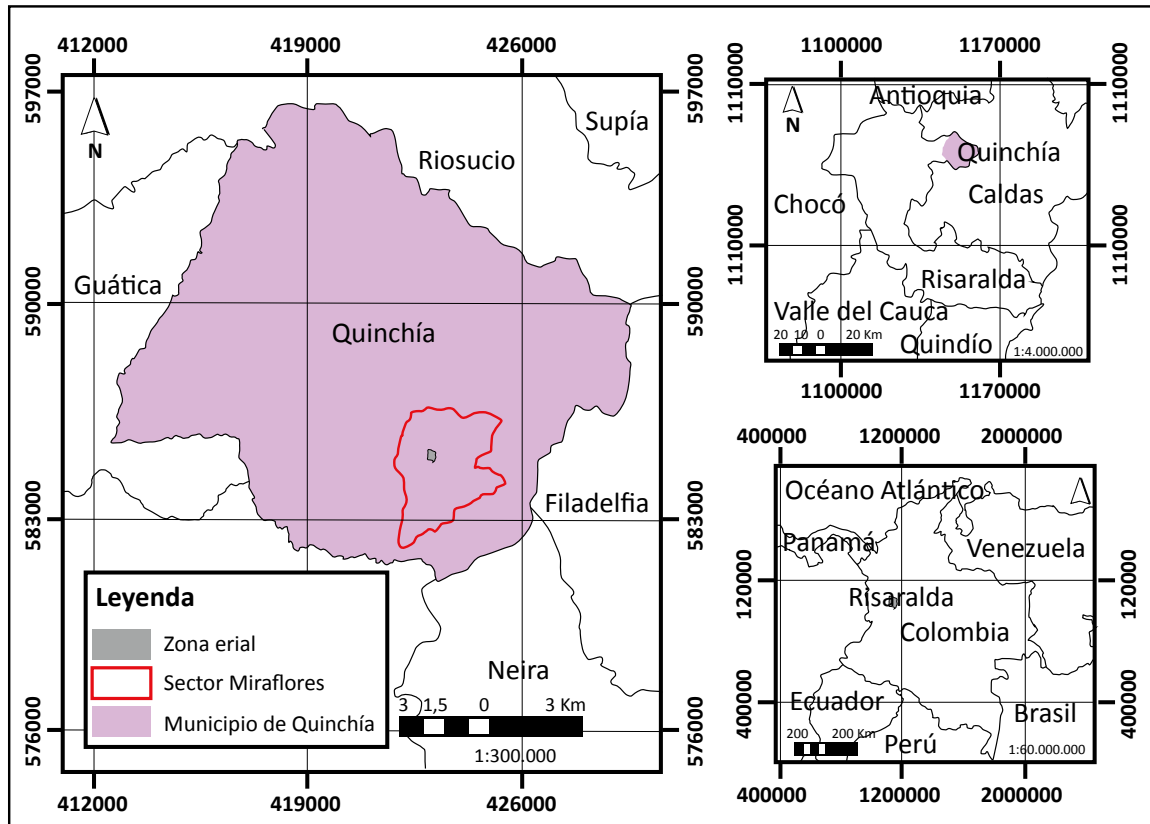 412000
419000
426000
597000
597000
Supía
N
Riosucio
Guática
590000
590000
Quinchía
583000
583000
Filadelfia
Leyenda
Zona erial
Sector Miraflores
Municipio de Quinchía
Neira
3 1,5 0 3 Km
1:300.000
576000
576000
412000
419000
426000
1100000
1170000
1110000
1110000
Antioquia
N
Quinchía
Chocó
Caldas
1110000
1110000
Risaralda
Valle del Cauca
20 10 0 20 Km
Quindío
1:4.000.000
1100000
1170000
400000
1200000
2000000
Océano Atlántico
Panamá
Venezuela
120000
120000
Risaralda
Colombia
Ecuador
Brasil
400000
400000
200 200 Km
Perú
1:60.000.000
400000
1200000
2000000